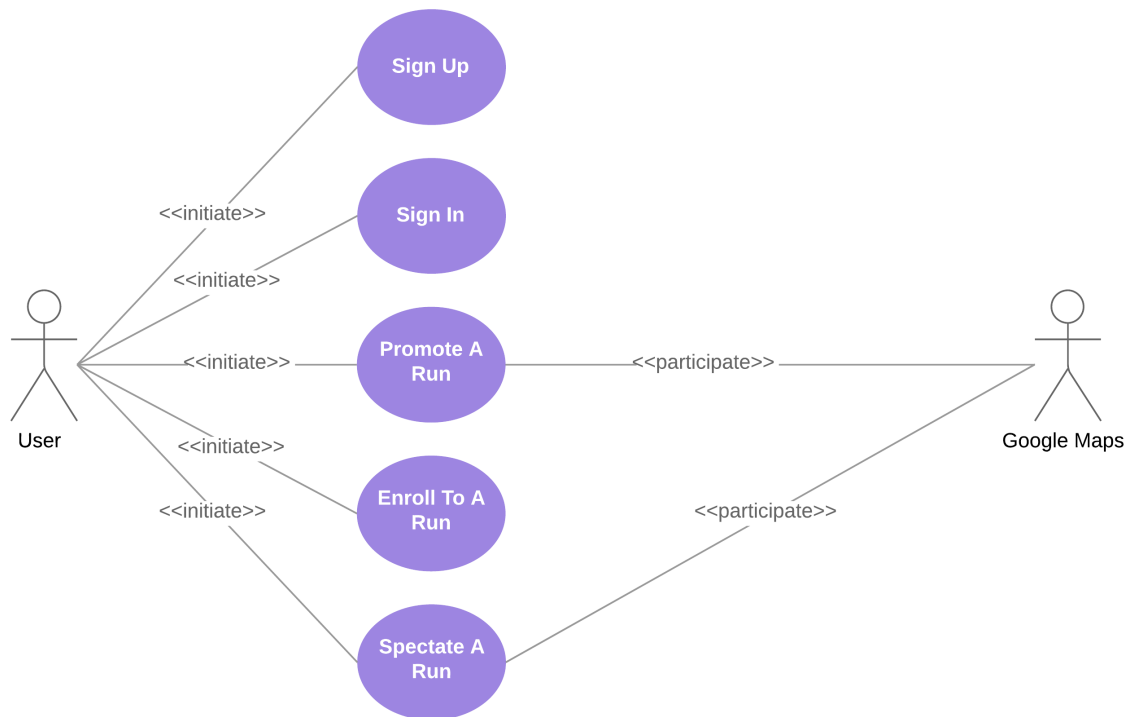 Sign Up
<<initiate>>
Sign In
<<initiate>>
Promote A
Run
<<initiate>>
<<participate>>
User
Google Maps
<<initiate>>
Enroll To A
Run
<<initiate>>
<<participate>>
Spectate A
Run